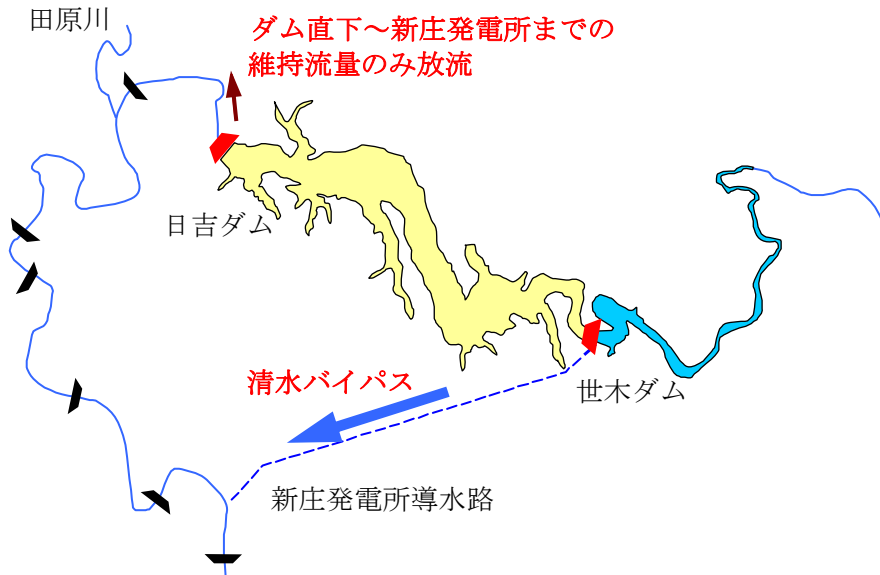 田原川
ダム直下～新庄発電所までの
維持流量のみ放流
日吉ダム
清水バイパス
世木ダム
新庄発電所導水路